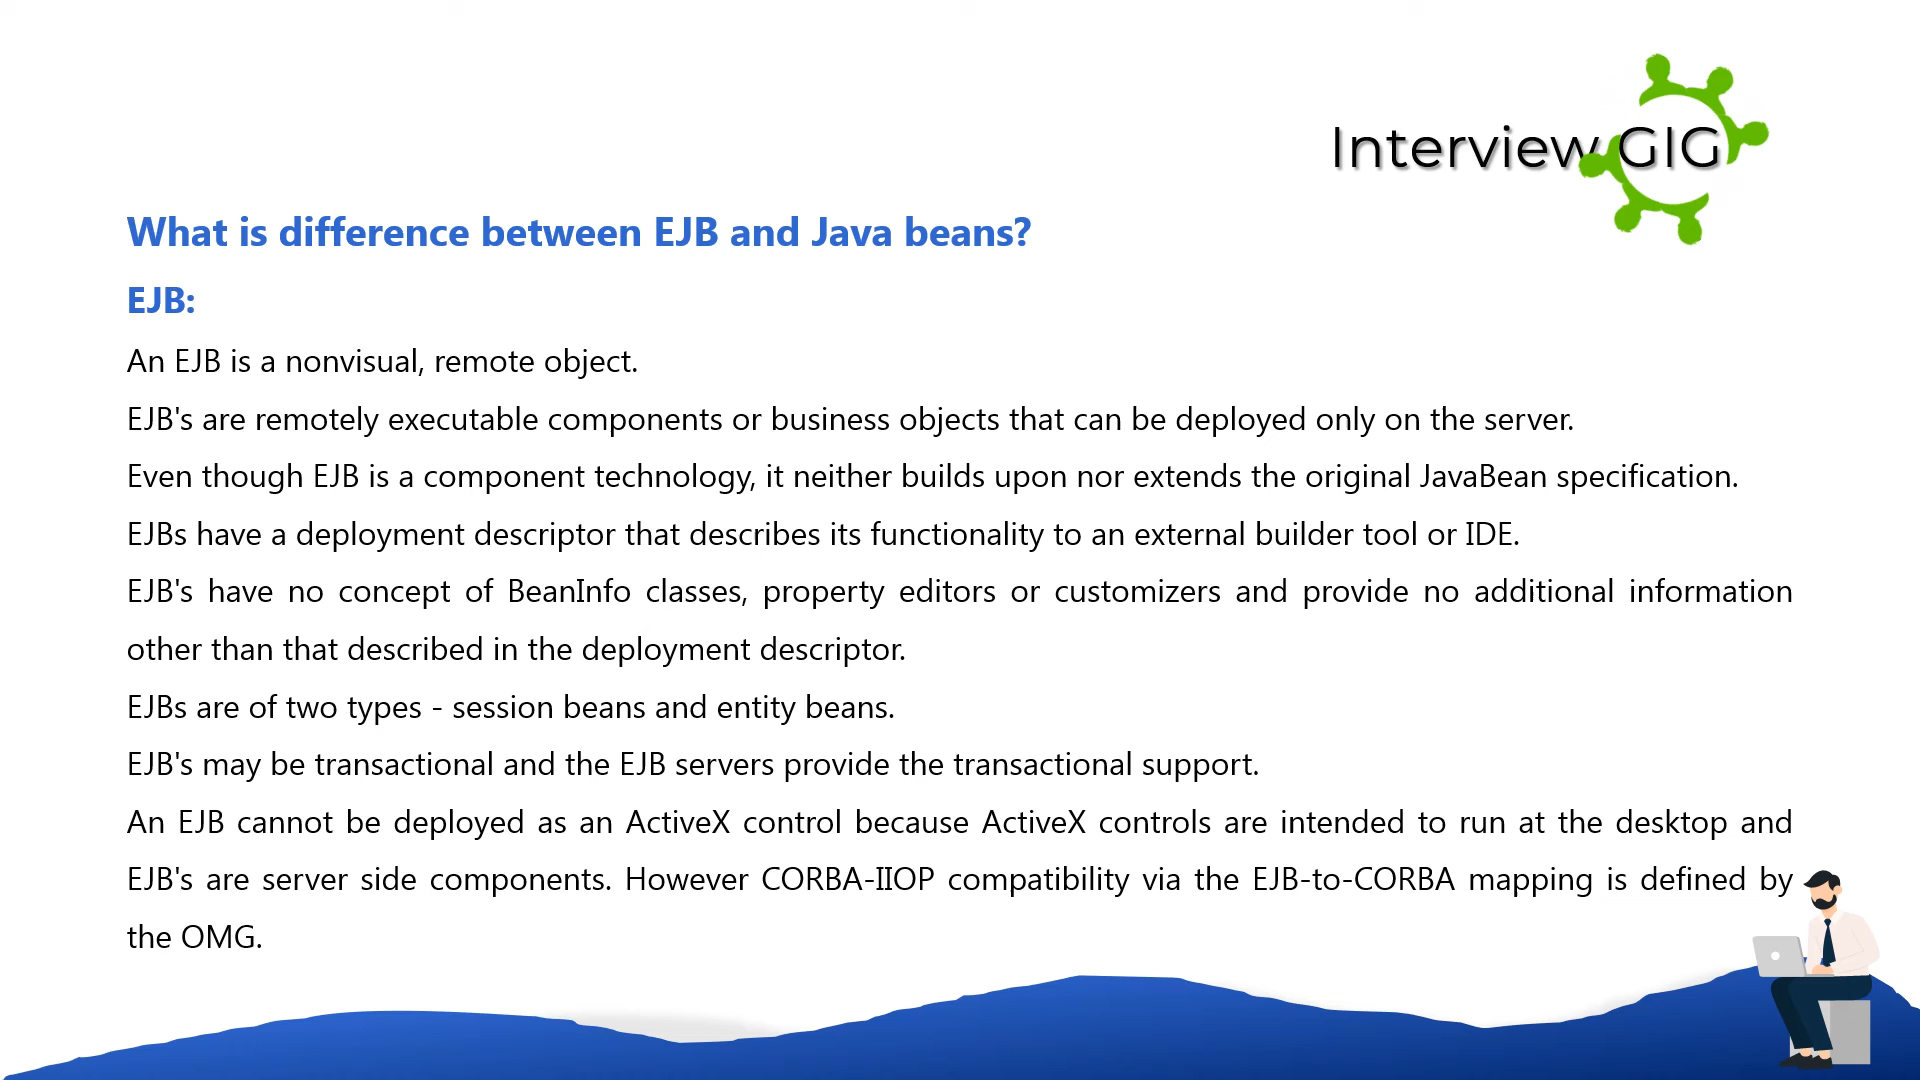 Interview GIG
What is difference between EJB and Java beans?
EJB:
An EJB is a nonvisual, remote object.
EJB's are remotely executable components or business objects that can be deployed only on the server.
Even though EJB is a component technology, it neither builds upon nor extends the original JavaBean specification.
EJBs have a deployment descriptor that describes its functionality to an external builder tool or IDE.
EJB's have no concept of BeanInfo classes, property editors or customizers and provide no additional information
other than that described in the deployment descriptor.
EJBs are of two types - session beans and entity beans.
EJB's may be transactional and the EJB servers provide the transactional support.
An EJB cannot be deployed as an ActiveX control because ActiveX controls are intended to run at the desktop and
EJB's are server side components. However CORBA-IIOP compatibility via the EJB-to-CORBA mapping is defined by
the OMG.